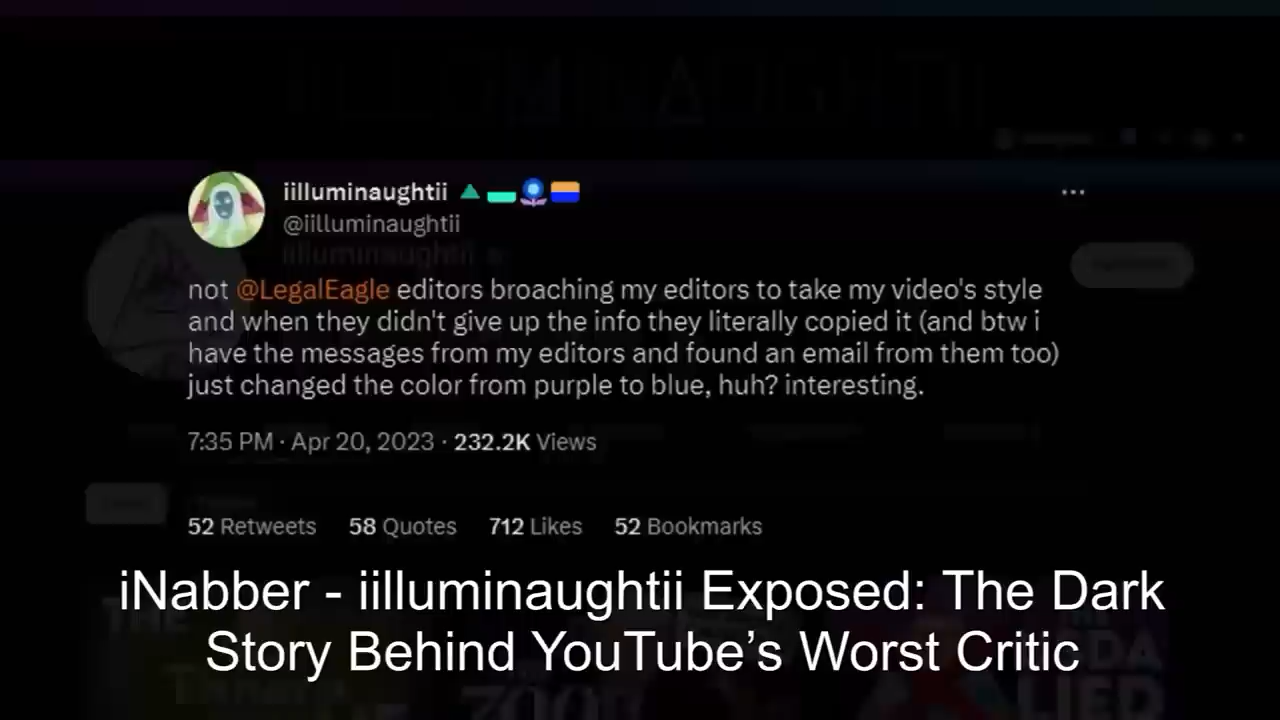 iilluminaughtii
@iilluminaughtii
not @LegalEagle editors broaching my editors to take my video's style
and when they didn't give up the info they literally copied it (and btw i
have the messages from my editors and found an email from them too)
just changed the color from purple to blue, huh? interesting.
7:35 PM · Apr 20, 2023 · 232.2K Views
52 Retweets 58 Quotes 712 Likes 52 Bookmarks
iNabber - iilluminaughtii Exposed: The Dark
Story Behind YouTube’s Worst Critic